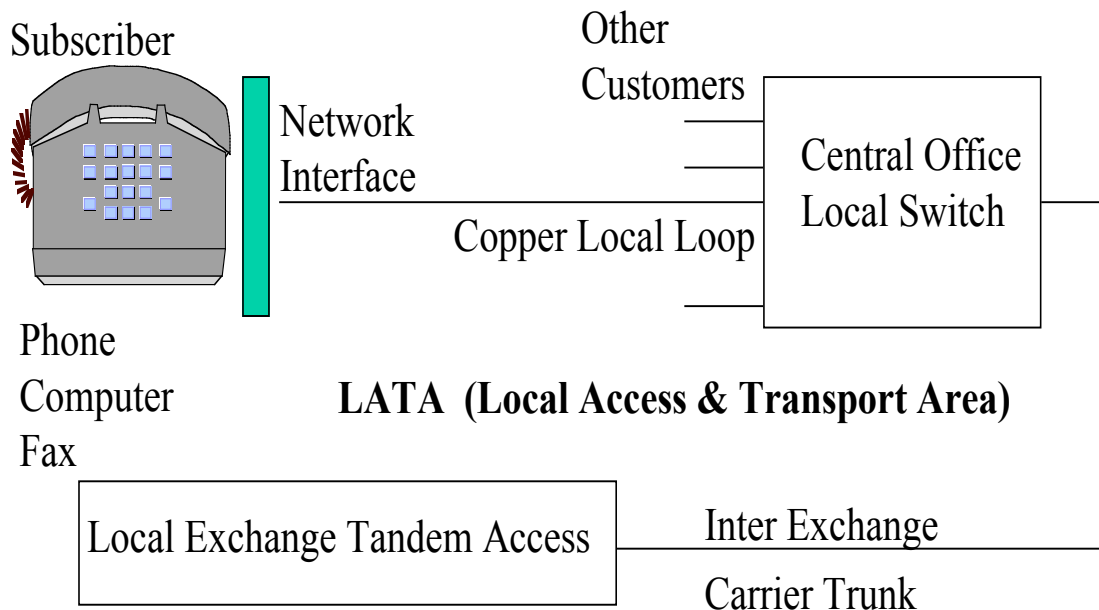 Subscriber
Other
Customers
Network
Interface
Central Office
Local Switch
Copper Local Loop
Phone
Computer
Fax
LATA (Local Access & Transport Area)
Local Exchange Tandem Access
Inter Exchange
Carrier Trunk